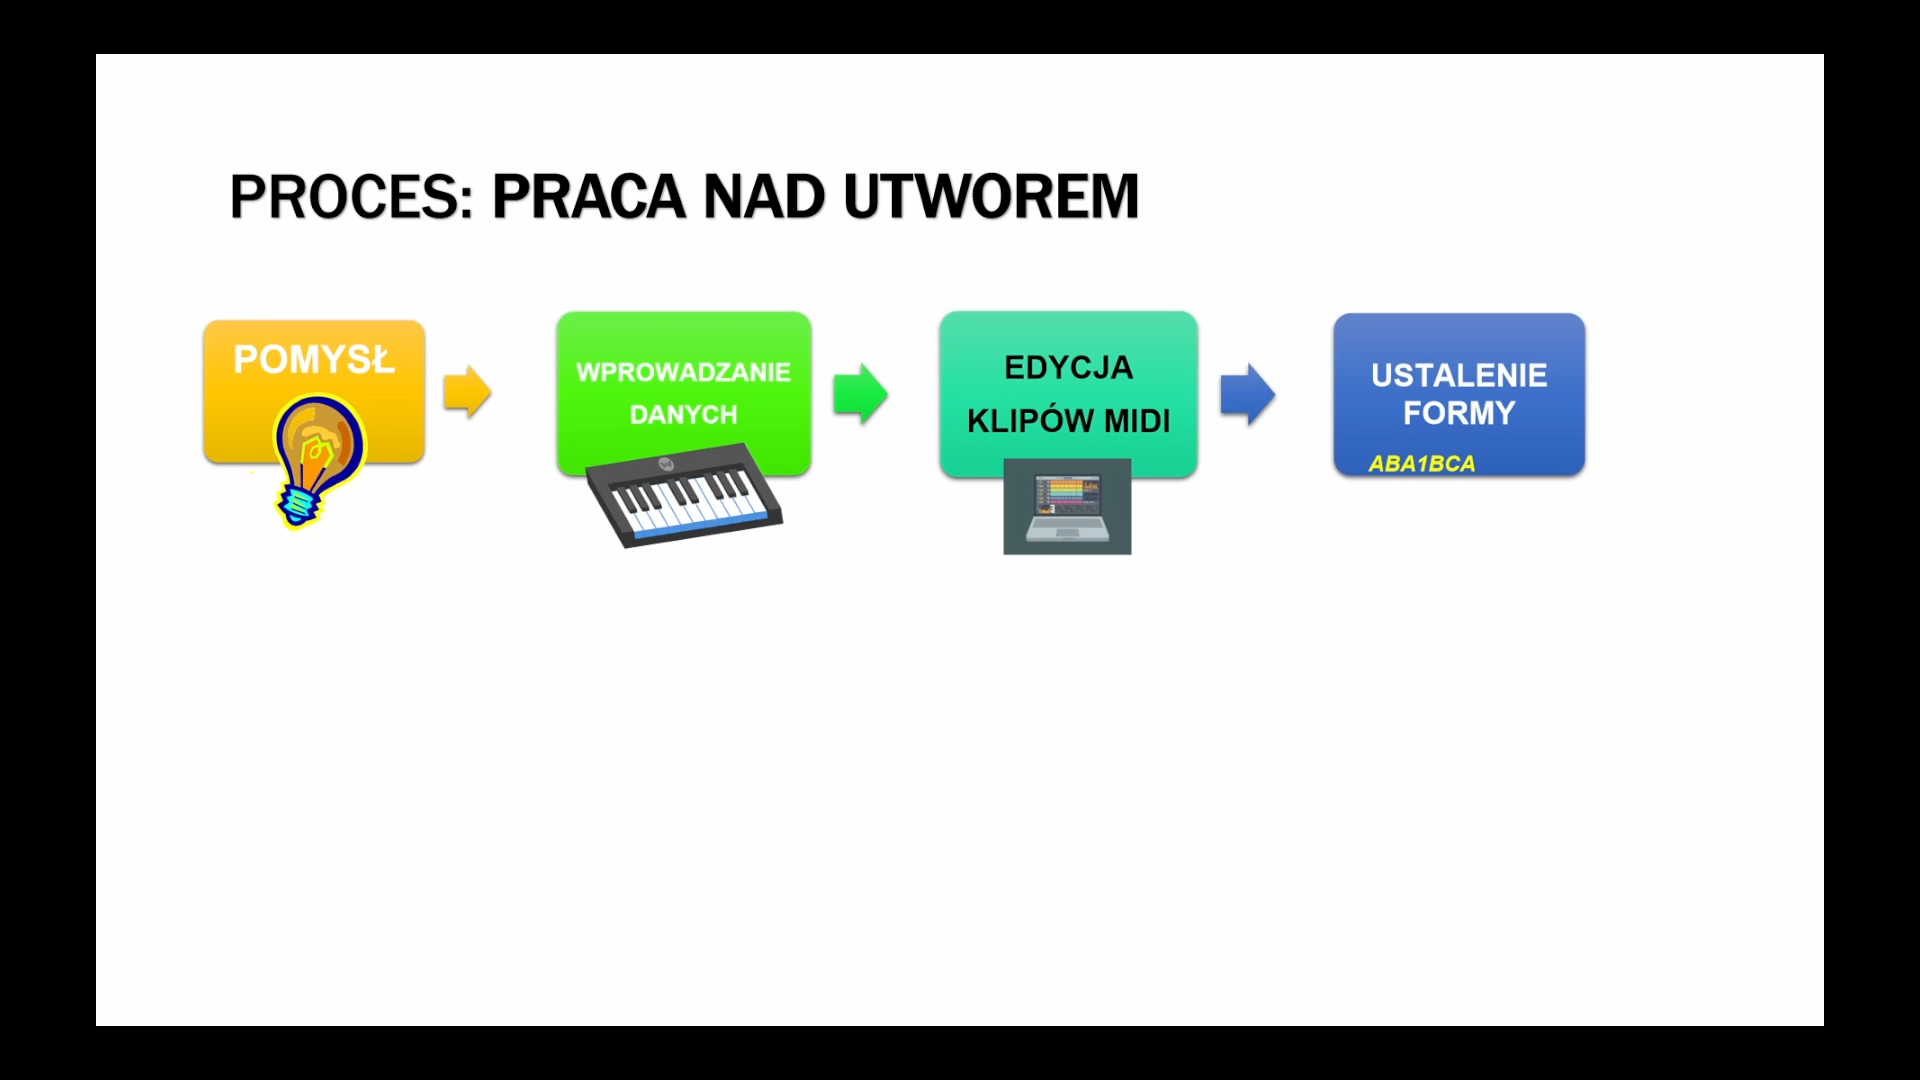 PROCES: PRACA NAD UTWOREM
POMYSŁ
WPROWADZANIE
DANYCH
EDYCJA
KLIPÓW MIDI
USTALENIE
FORMY
ABA1BCA